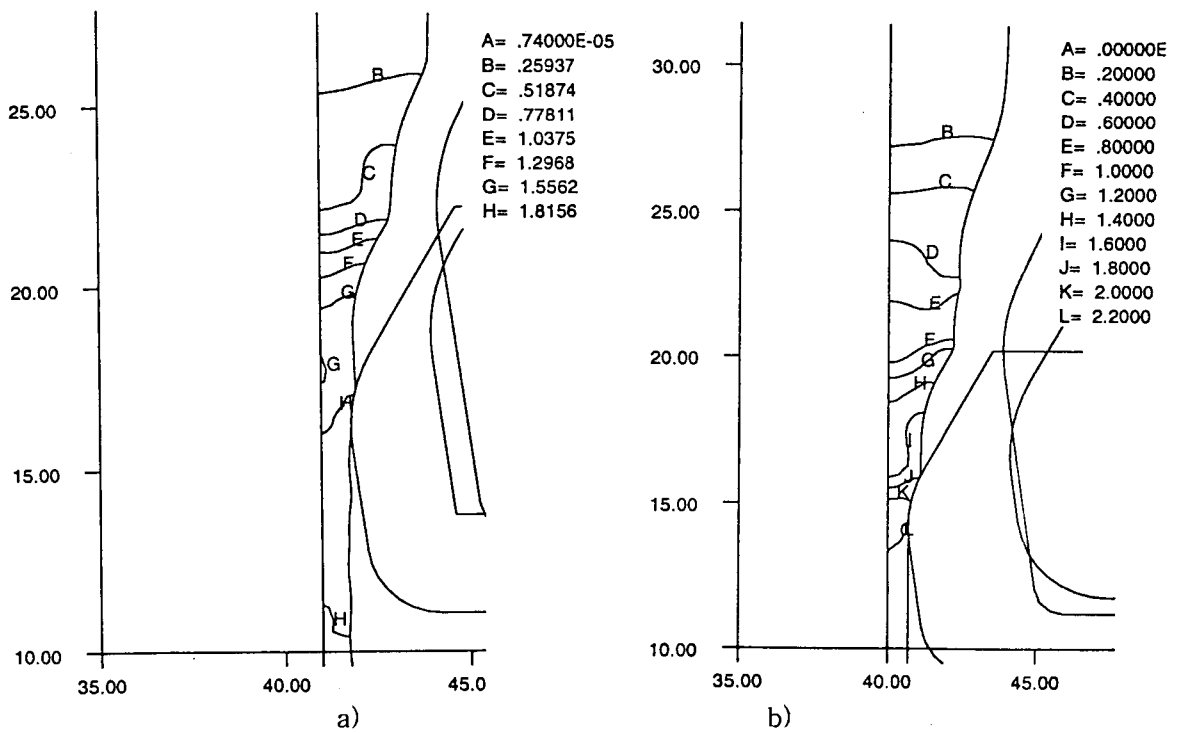 A= .74000E-05
B= .25937
C= .51874
D= .77811
E= 1.0375
F= 1.2968
G= 1.5562
H= 1.8156
25.00
20.00
15.00
10.00
35.00
40.00
45.0
B
C
D
E
F
G
G
H
H
a)
A= .00000E
B= .20000
C= .40000
D= .60000
E= .80000
F= 1.0000
G= 1.2000
H= 1.4000
I= 1.6000
J= 1.8000
K= 2.0000
L= 2.2000
30.00
25.00
20.00
15.00
10.00
35.00
40.00
45.00
B
C
D
E
F
G
H
I
J
K
L
b)